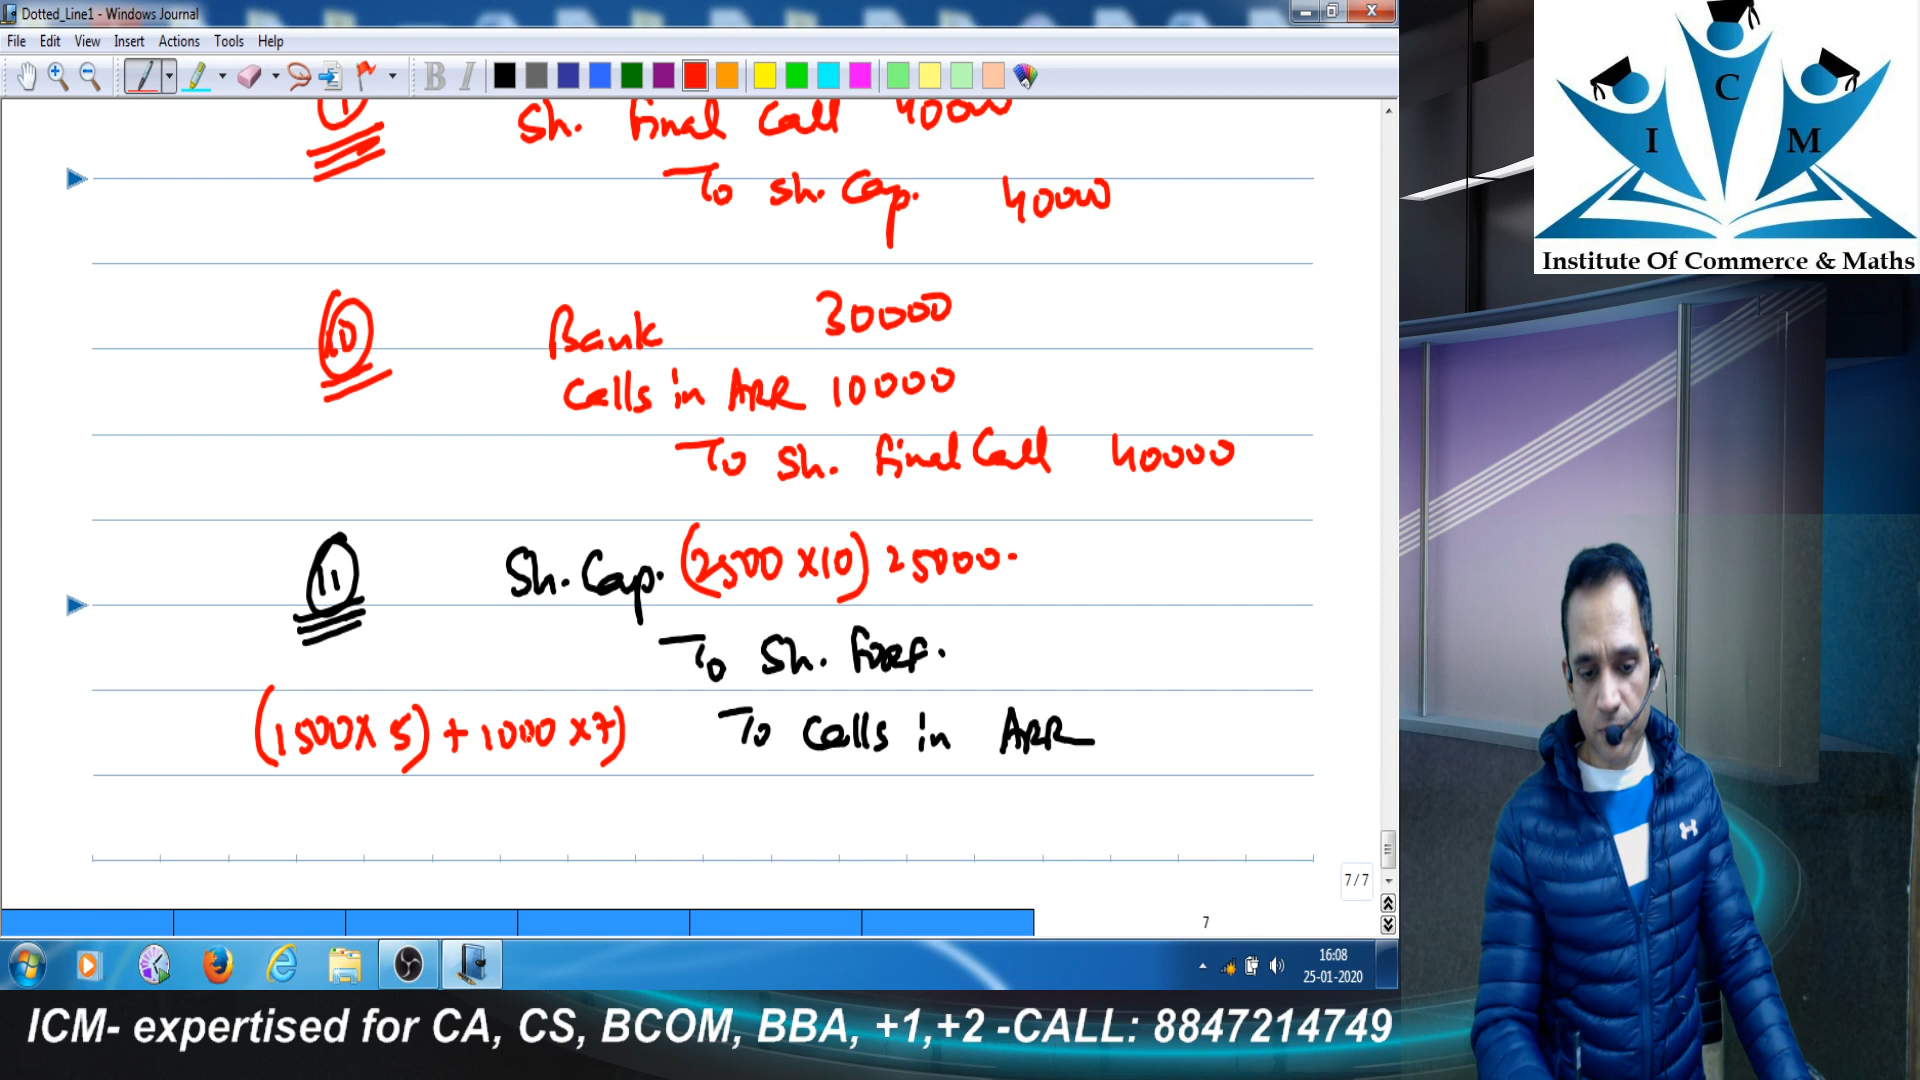 Dotted_Line1 - Windows Journal
File Edit View Insert Actions Tools Help
B I
Sh. final Call 40000
To sh. Cap. 40000
10 Bank 30000
Calls in ARR 10000
To Sh. final Call 40000
11 Sh. Cap. (2500 x10) 25000.
To Sh. forf.
(1500x 5) + 1000 x7) To Calls in ARR
7/7
7
16:08
25-01-2020
I C M
Institute Of Commerce & Maths
ICM- expertised for CA, CS, BCOM, BBA, +1,+2 -CALL: 8847214749